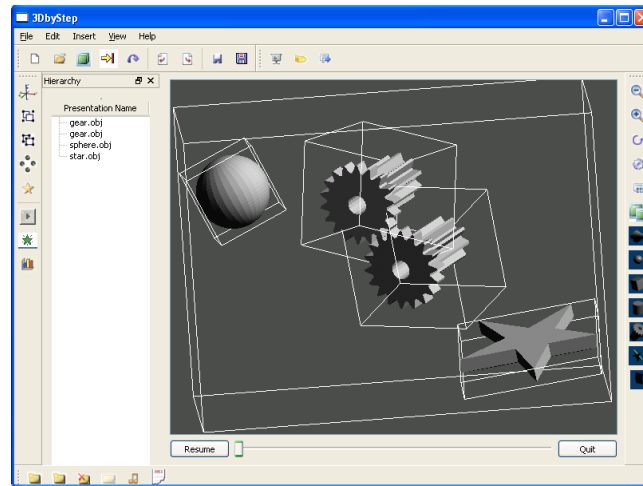 3DbyStep
File Edit Insert View Help
Hierarchy
Presentation Name
gear.obj
gear.obj
sphere.obj
star.obj
Resume
Quit